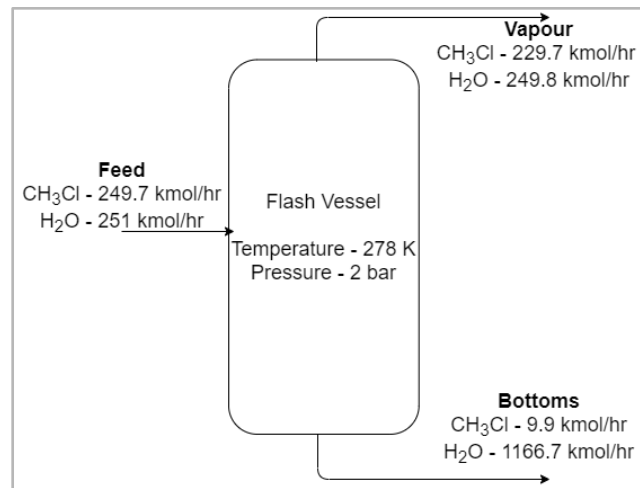 Vapour
CH₃Cl - 229.7 kmol/hr
H₂O - 249.8 kmol/hr
Feed
CH₃Cl - 249.7 kmol/hr
H₂O - 251 kmol/hr
Flash Vessel
Temperature - 278 K
Pressure - 2 bar
Bottoms
CH₃Cl - 9.9 kmol/hr
H₂O - 1166.7 kmol/hr